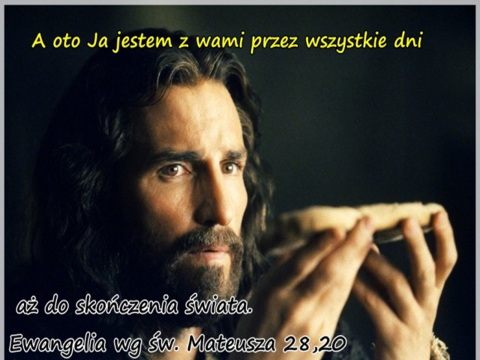 A oto Ja jestem z wami przez wszystkie dni
aż do skończenia świata.
Ewangelia wg św. Mateusza 28,20